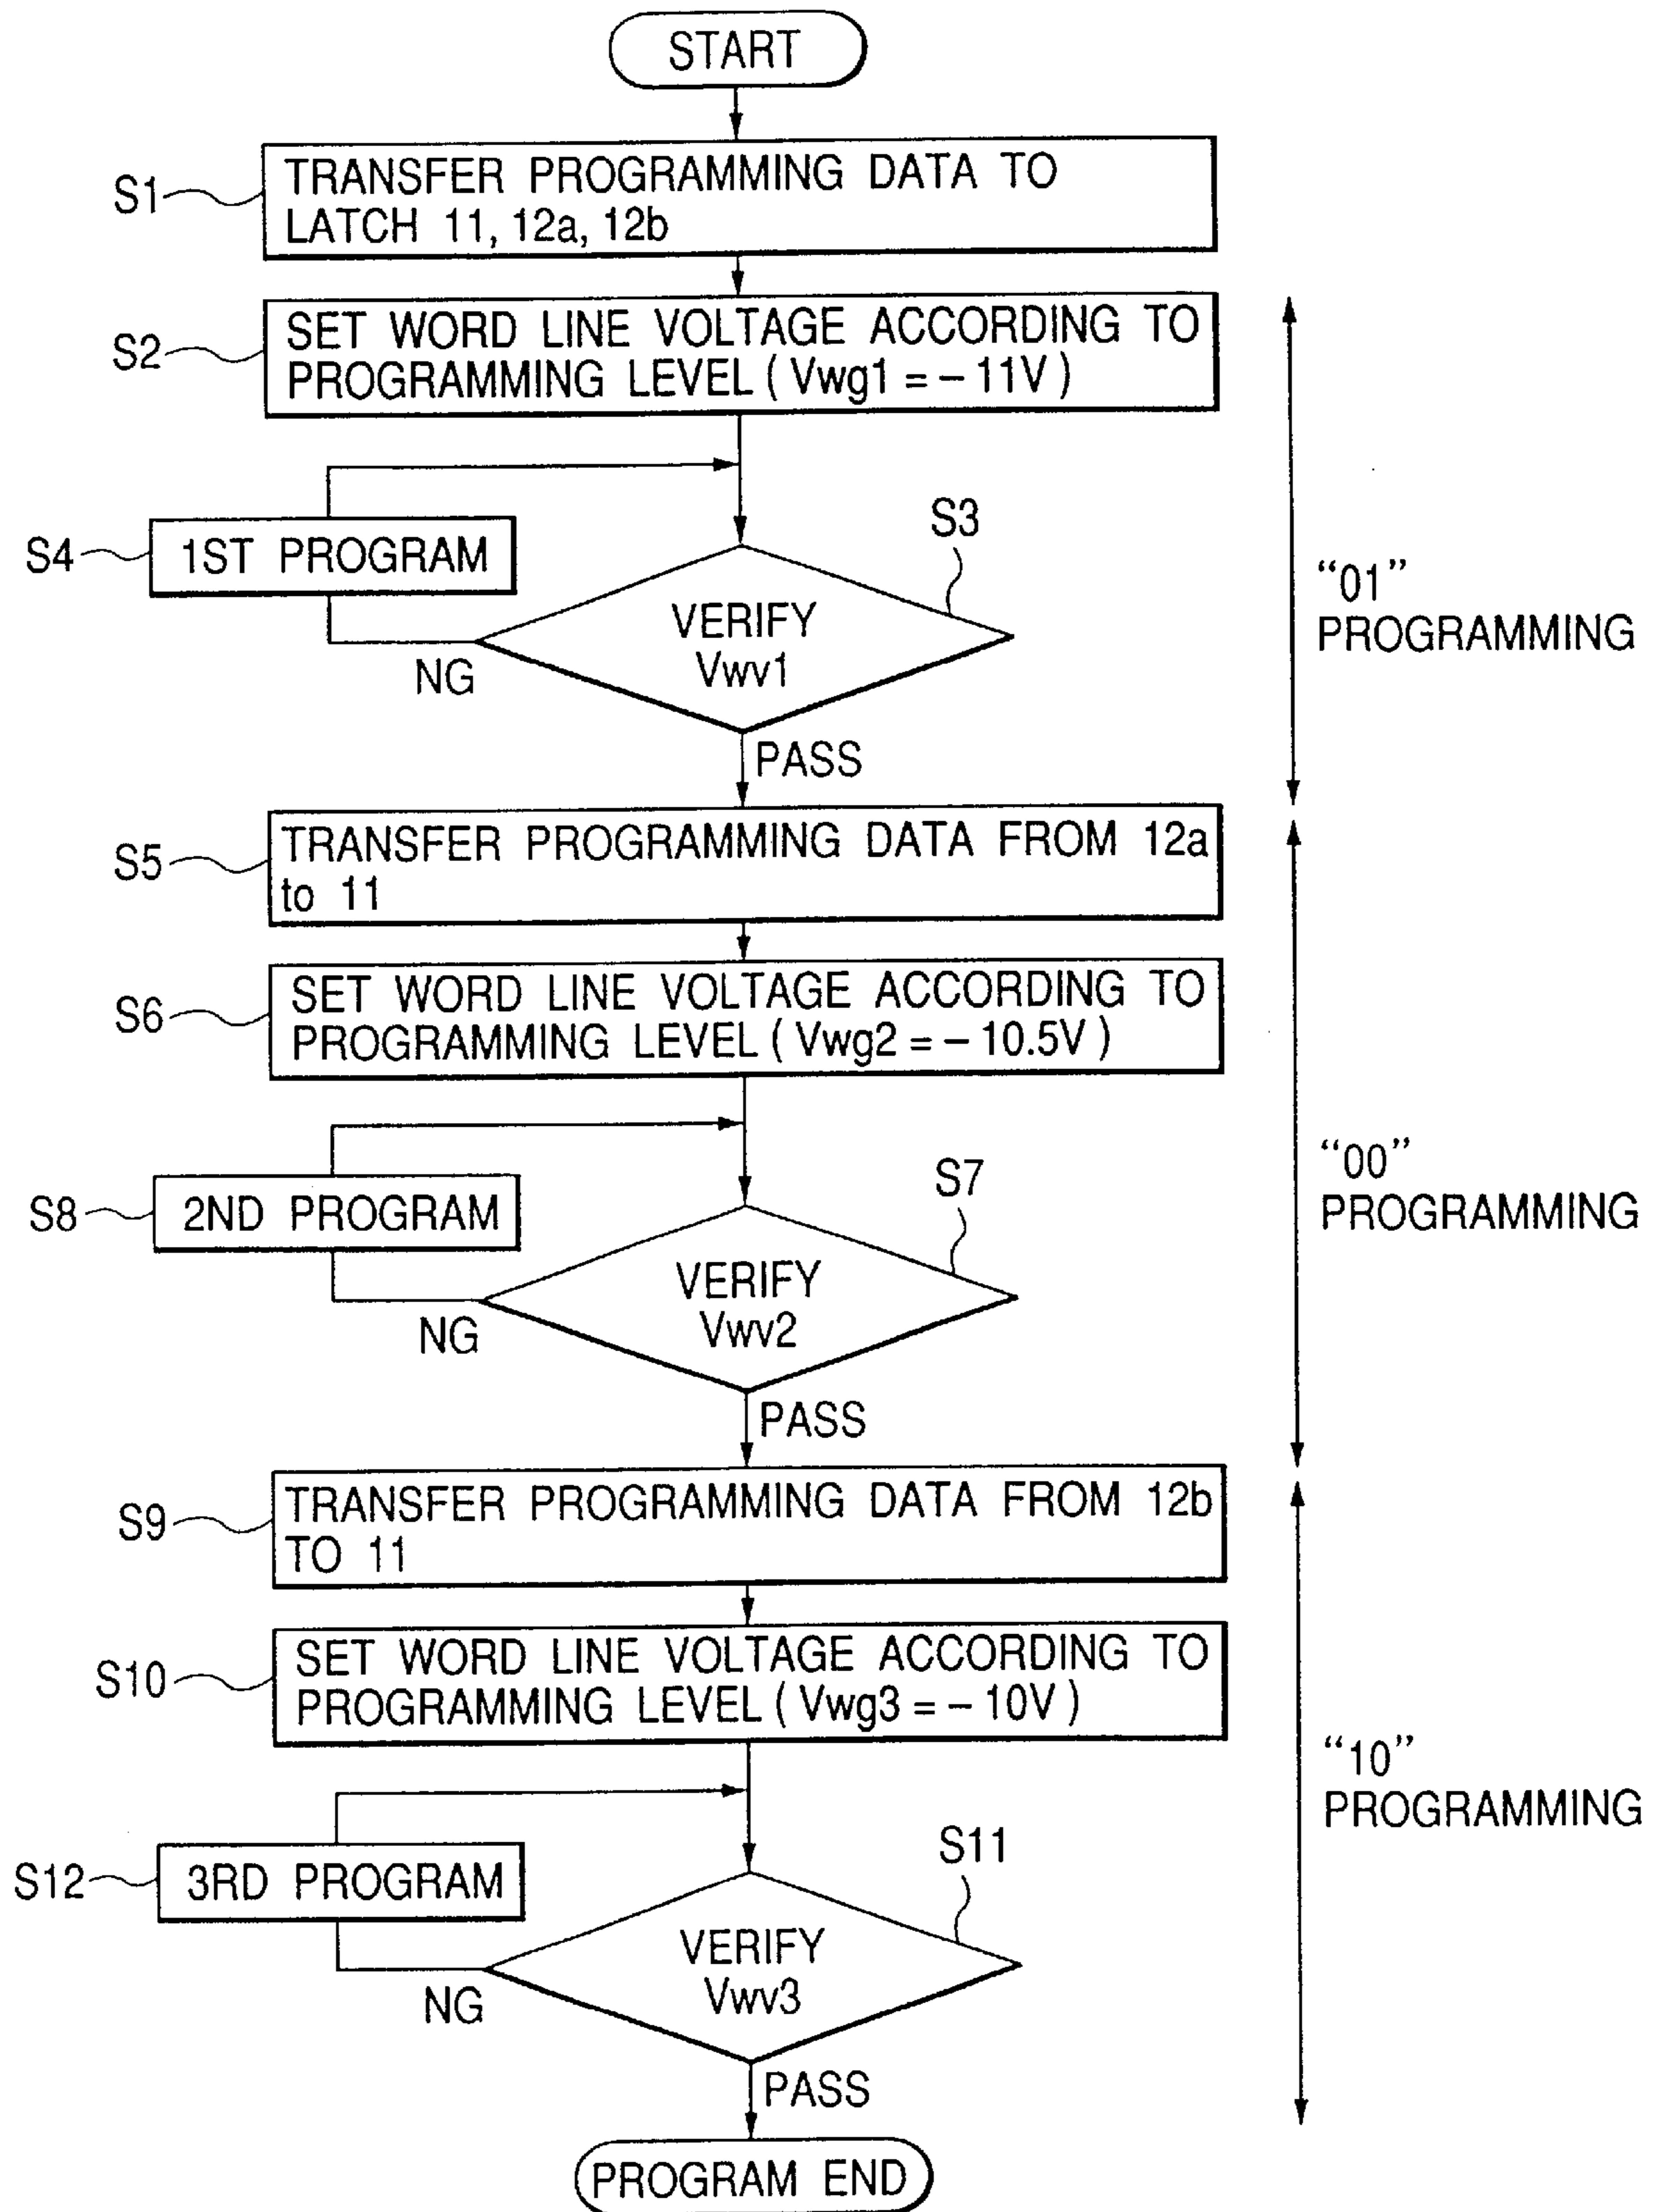 START
S1
TRANSFER PROGRAMMING DATA TO
LATCH 11, 12a, 12b
S2
SET WORD LINE VOLTAGE ACCORDING TO
PROGRAMMING LEVEL ( Vwg1 = – 11V )
S3
S4
1ST PROGRAM
VERIFY
Vwv1
NG
PASS
“01”
PROGRAMMING
S5
TRANSFER PROGRAMMING DATA FROM 12a
to 11
S6
SET WORD LINE VOLTAGE ACCORDING TO
PROGRAMMING LEVEL ( Vwg2 = – 10.5V )
S7
S8
2ND PROGRAM
VERIFY
Vwv2
NG
PASS
“00”
PROGRAMMING
S9
TRANSFER PROGRAMMING DATA FROM 12b
TO 11
S10
SET WORD LINE VOLTAGE ACCORDING TO
PROGRAMMING LEVEL ( Vwg3 = – 10V )
S11
S12
3RD PROGRAM
VERIFY
Vwv3
NG
PASS
“10”
PROGRAMMING
PROGRAM END